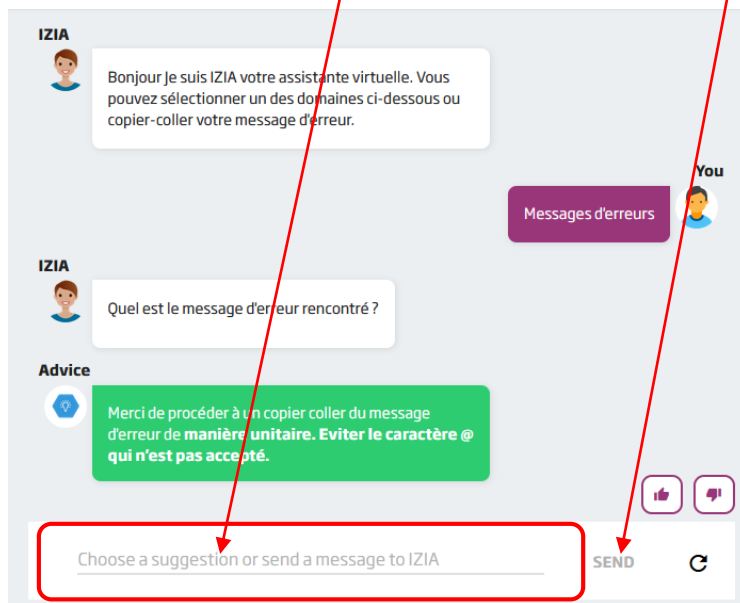 IZIA
Bonjour Je suis IZIA votre assistante virtuelle. Vous
pouvez sélectionner un des domaines ci-dessous ou
copier-coller votre message d'erreur.
You
Messages d'erreurs
IZIA
Quel est le message d'erreur rencontré ?
Advice
Merci de procéder à un copier coller du message
d'erreur de manière unitaire. Eviter le caractère @
qui n'est pas accepté.
Choose a suggestion or send a message to IZIA
SEND